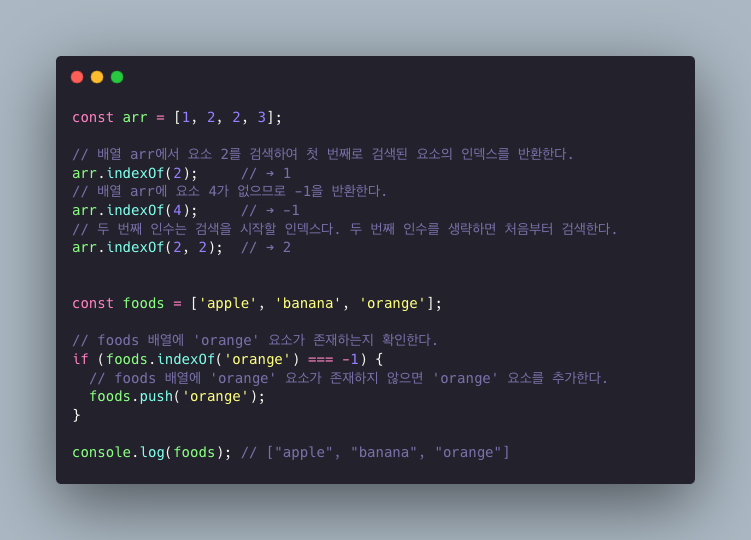 const arr = [1, 2, 2, 3];
// 배열 arr에서 요소 2를 검색하여 첫 번째로 검색된 요소의 인덱스를 반환한다.
arr.indexOf(2);     // → 1
// 배열 arr에 요소 4가 없으므로 -1을 반환한다.
arr.indexOf(4);     // → -1
// 두 번째 인수는 검색을 시작할 인덱스다. 두 번째 인수를 생략하면 처음부터 검색한다.
arr.indexOf(2, 2);  // → 2
const foods = ['apple', 'banana', 'orange'];
// foods 배열에 'orange' 요소가 존재하는지 확인한다.
if (foods.indexOf('orange') === -1) {
  // foods 배열에 'orange' 요소가 존재하지 않으면 'orange' 요소를 추가한다.
  foods.push('orange');
}
console.log(foods); // ["apple", "banana", "orange"]